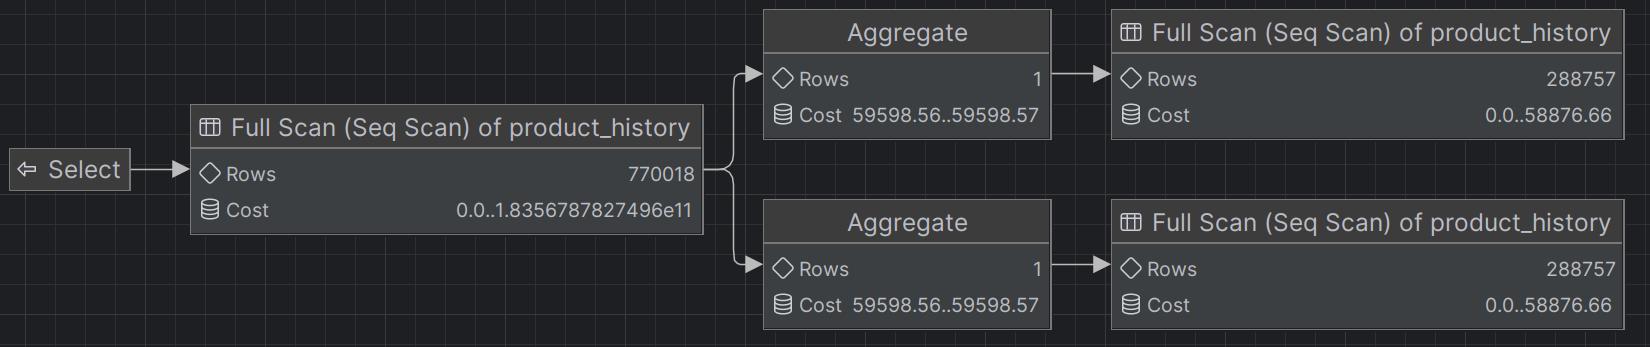 Select
Full Scan (Seq Scan) of product_history
Rows 770018
Cost 0.0..1.8356787827496e11
Aggregate
Rows 1
Cost 59598.56..59598.57
Full Scan (Seq Scan) of product_history
Rows 288757
Cost 0.0..58876.66
Aggregate
Rows 1
Cost 59598.56..59598.57
Full Scan (Seq Scan) of product_history
Rows 288757
Cost 0.0..58876.66